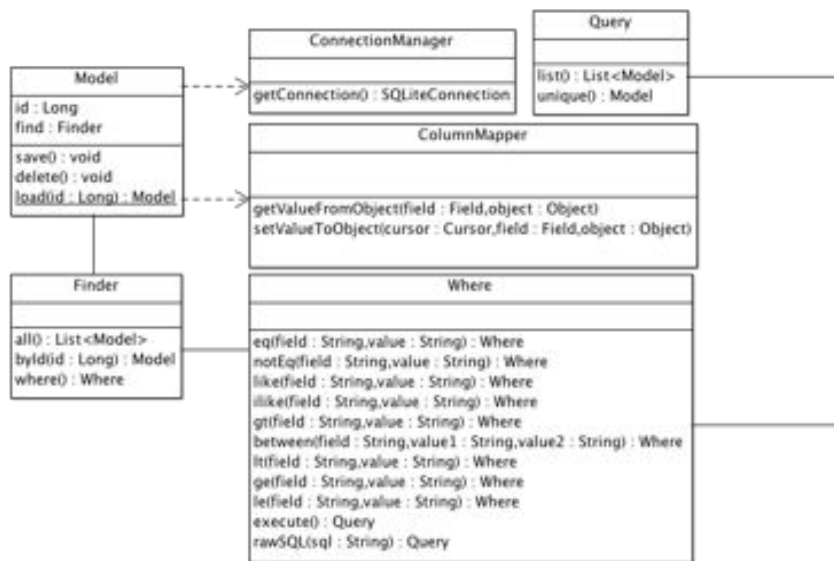 ConnectionManager
getConnection() : SQLiteConnection
Query
list() : List<Model>
unique() : Model
Model
id : Long
find : Finder
save() : void
delete() : void
load(id : Long) : Model
ColumnMapper
getValueFromObject(field : Field,object : Object)
setValueToObject(cursor : Cursor,field : Field,object : Object)
Finder
all() : List<Model>
byId(id : Long) : Model
where() : Where
Where
eq(field : String,value : String) : Where
notEq(field : String,value : String) : Where
like(field : String,value : String) : Where
ilike(field : String,value : String) : Where
gt(field : String,value : String) : Where
between(field : String,value1 : String,value2 : String) : Where
lt(field : String,value : String) : Where
ge(field : String,value : String) : Where
le(field : String,value : String) : Where
execute() : Query
rawSQL(sql : String) : Query